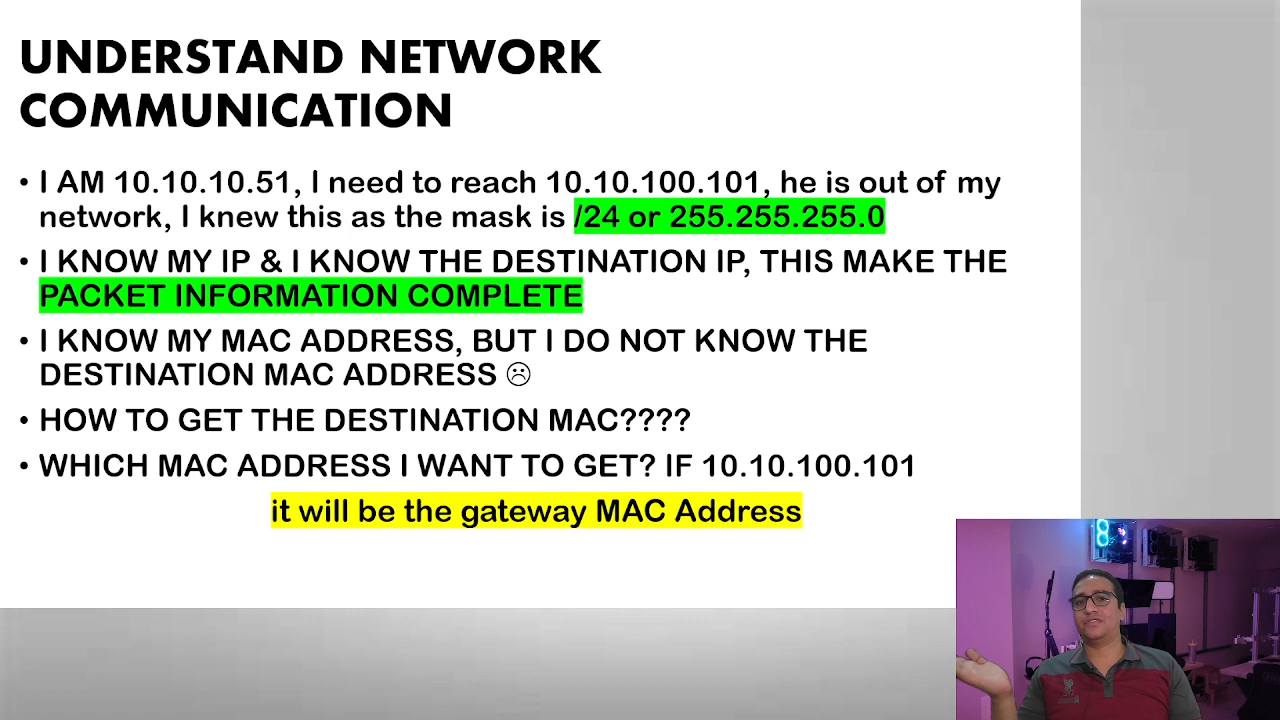 UNDERSTAND NETWORK
COMMUNICATION
• I AM 10.10.10.51, I need to reach 10.10.100.101, he is out of my
network, I knew this as the mask is /24 or 255.255.255.0
• I KNOW MY IP & I KNOW THE DESTINATION IP, THIS MAKE THE
PACKET INFORMATION COMPLETE
• I KNOW MY MAC ADDRESS, BUT I DO NOT KNOW THE
DESTINATION MAC ADDRESS ☹
• HOW TO GET THE DESTINATION MAC????
• WHICH MAC ADDRESS I WANT TO GET? IF 10.10.100.101
it will be the gateway MAC Address